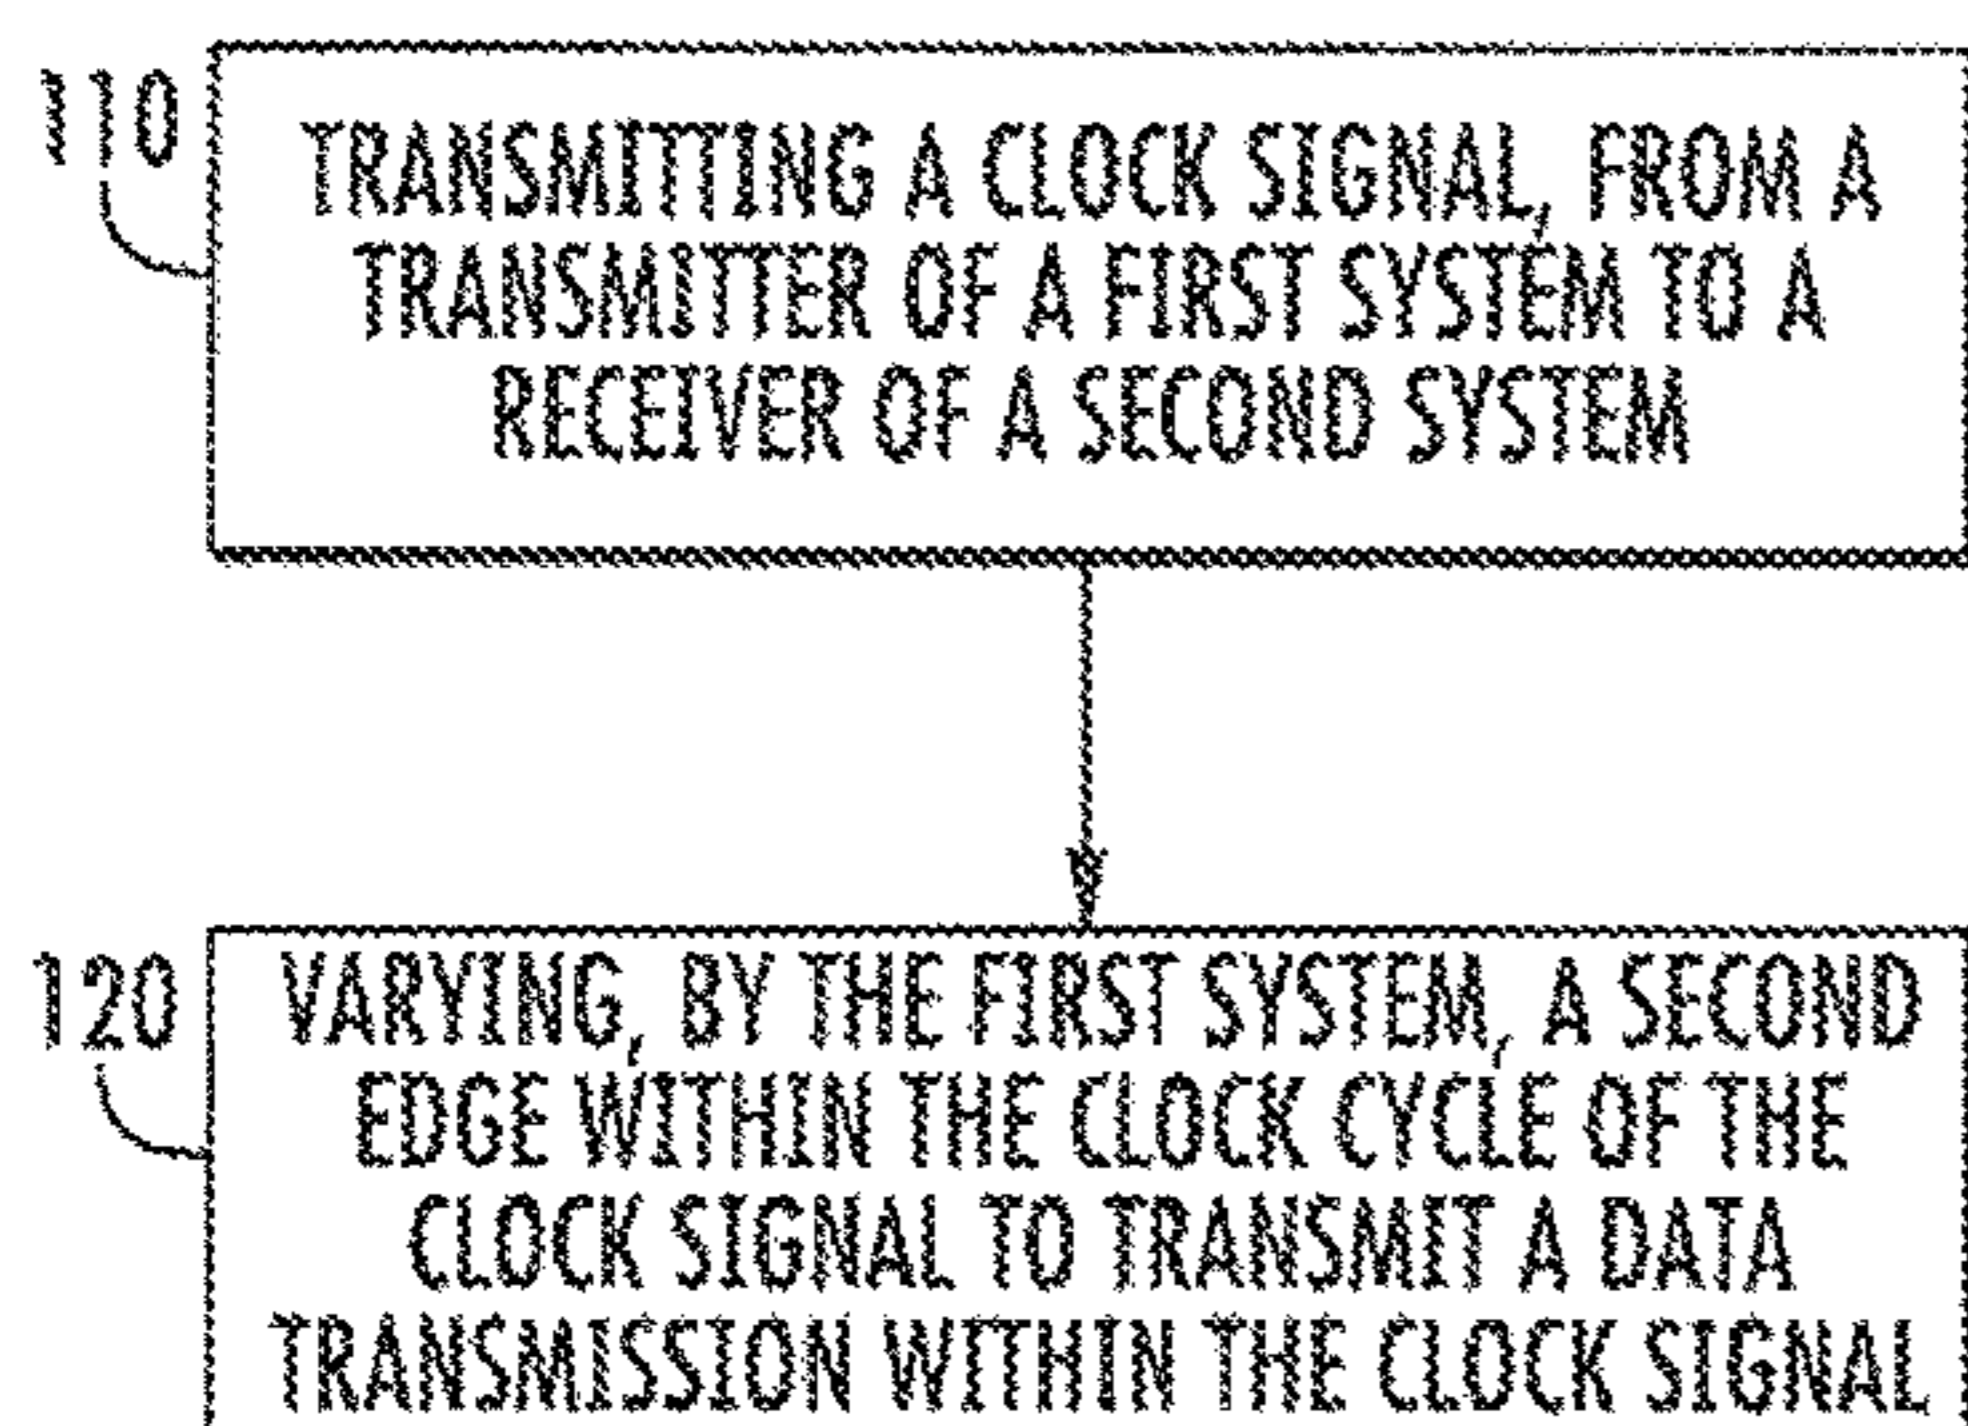 110
TRANSMITTING A CLOCK SIGNAL, FROM A
TRANSMITTER OF A FIRST SYSTEM TO A
RECEIVER OF A SECOND SYSTEM
120
VARYING, BY THE FIRST SYSTEM, A SECOND
EDGE WITHIN THE CLOCK CYCLE OF THE
CLOCK SIGNAL TO TRANSMIT A DATA
TRANSMISSION WITHIN THE CLOCK SIGNAL